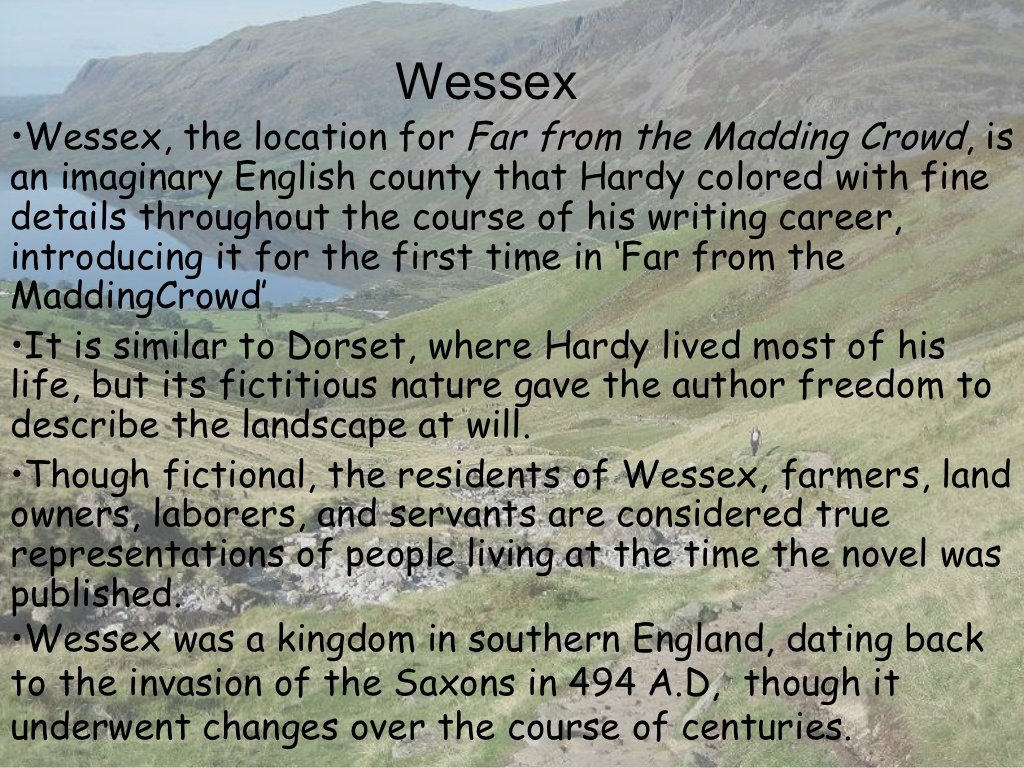 Wessex
•Wessex, the location for Far from the Madding Crowd, is
an imaginary English county that Hardy colored with fine
details throughout the course of his writing career,
introducing it for the first time in ‘Far from the
MaddingCrowd’
•It is similar to Dorset, where Hardy lived most of his
life, but its fictitious nature gave the author freedom to
describe the landscape at will.
•Though fictional, the residents of Wessex, farmers, land
owners, laborers, and servants are considered true
representations of people living at the time the novel was
published.
•Wessex was a kingdom in southern England, dating back
to the invasion of the Saxons in 494 A.D,  though it
underwent changes over the course of centuries.